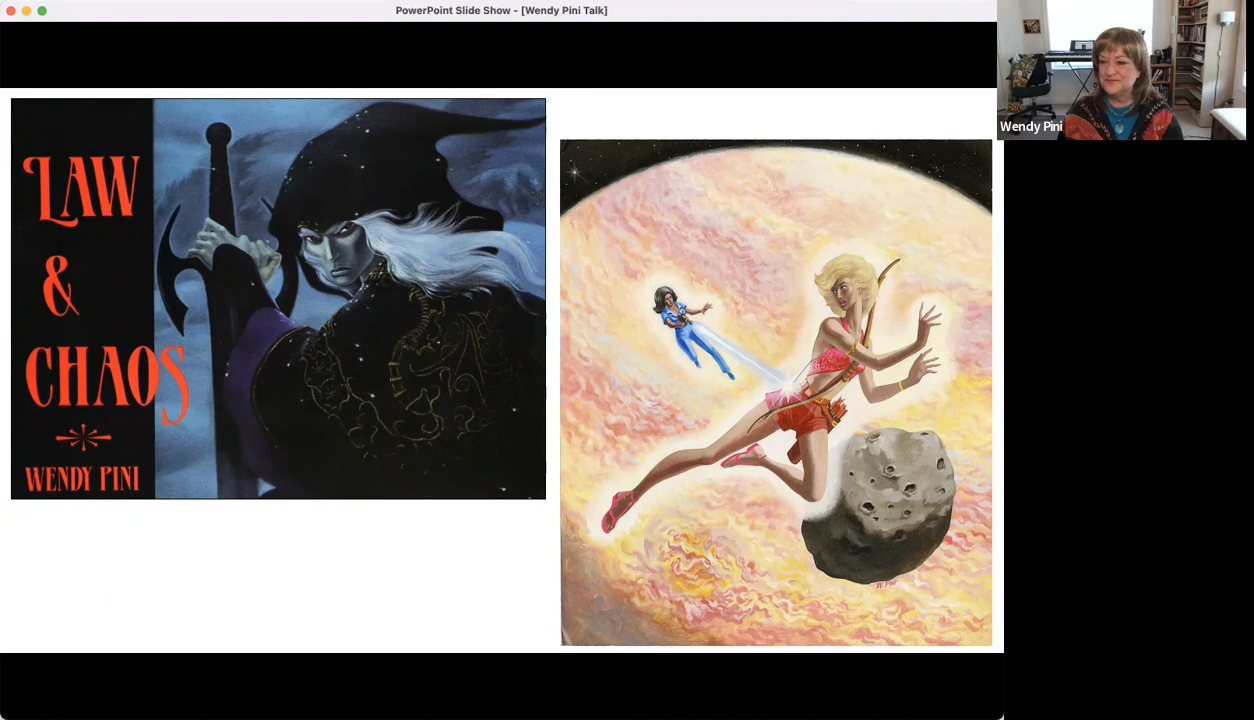 PowerPoint Slide Show - [Wendy Pini Talk]
LAW
&
CHAOS
WENDY PINI
Wendy Pini